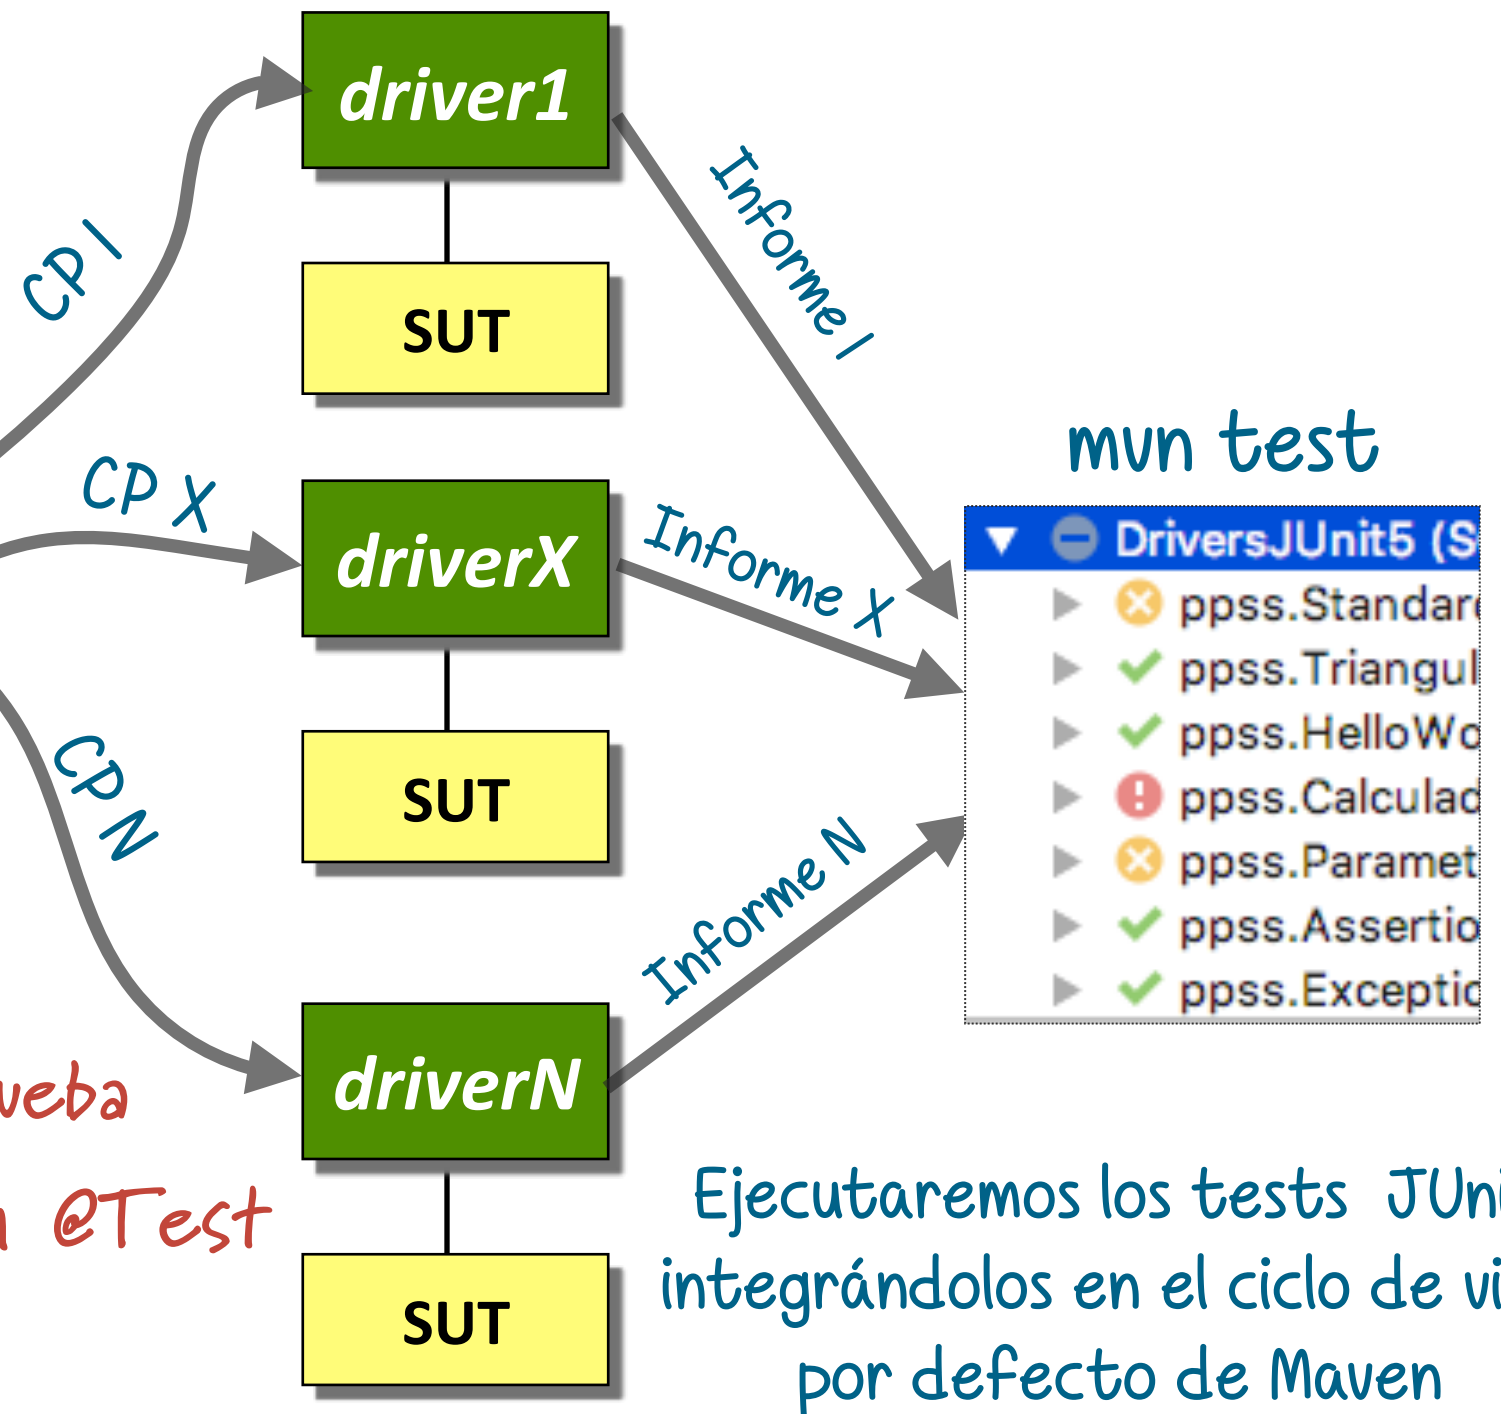 driver1
CP 1
Informe 1
SUT
mvn test
CP X
driverX
Informe X
SUT
DriversJUnit5 (S
ppss.Standar
ppss.Triangul
ppss.HelloWo
ppss.Calculad
ppss.Paramet
ppss.Assertio
ppss.Exceptio
CP N
Informe N
driverN
SUT
ueba
@Test
Ejecutaremos los tests JUni
integrándolos en el ciclo de vi
por defecto de Maven